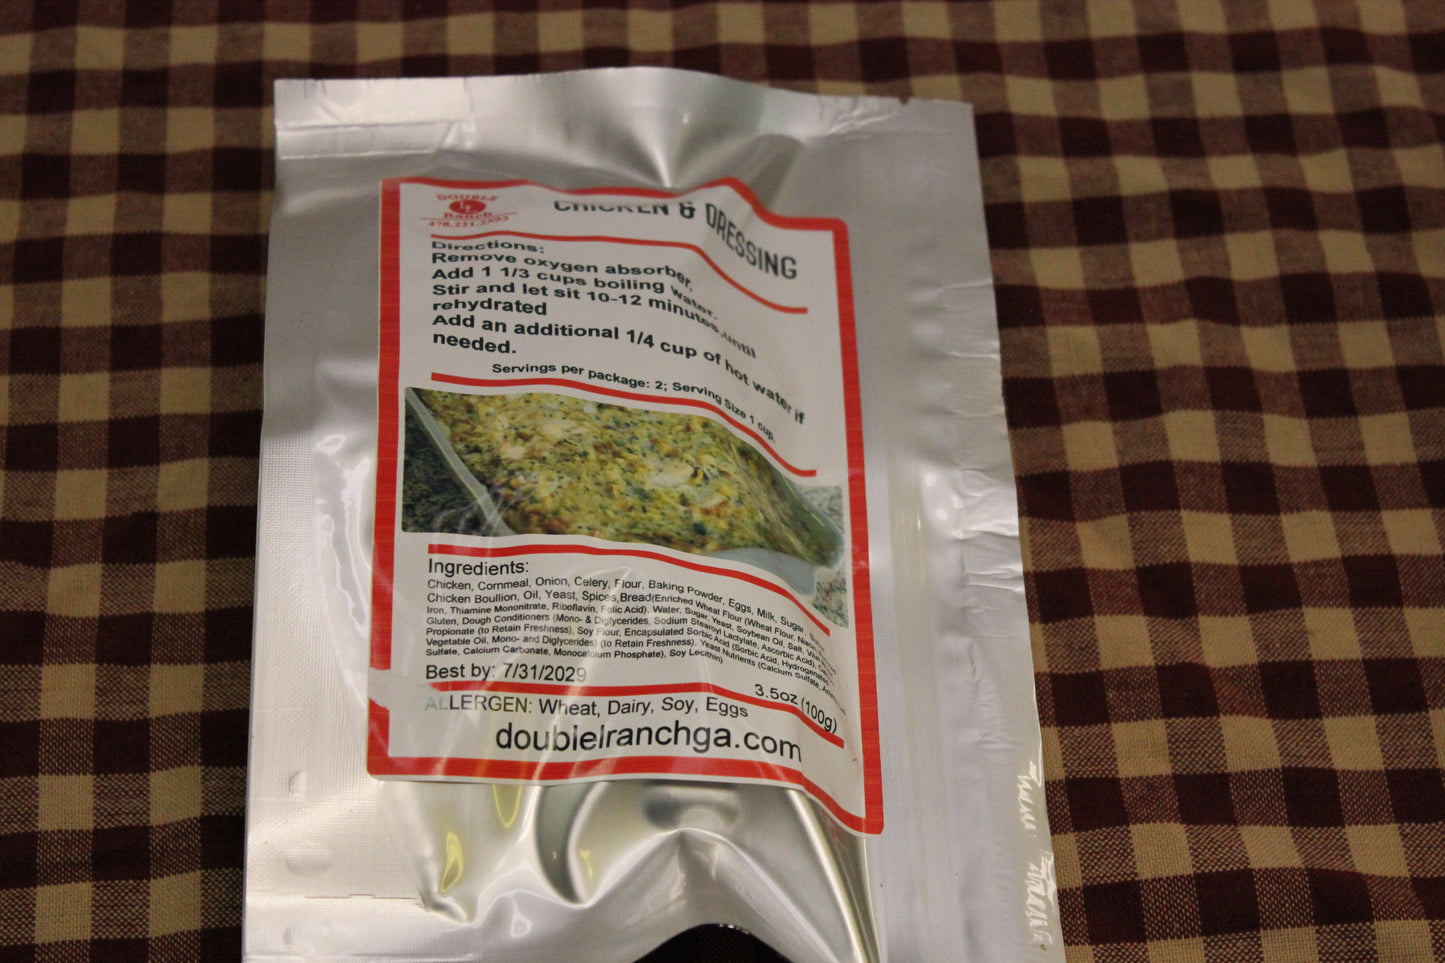 DOUBLE
Ranch
CHICKEN & DRESSING
Directions:
Remove oxygen absorber.
Add 1 1/3 cups boiling water.
Stir and let sit 10-12 minutes,until
rehydrated
Add an additional 1/4 cup of hot water if
needed.
Servings per package: 2; Serving Size 1 cup.
Ingredients:
Chicken, Cornmeal, Onion, Celery, Flour, Baking Powder, Eggs, Milk, Sugar
Chicken Boullion, Oil, Yeast, Spices,Bread(Enriched Wheat Flour (Wheat Flour, Niacin
Iron, Thiamine Mononitrate, Riboflavin, Folic Acid), Water, Sugar, Yeast, Soybean Oil, Salt,
Gluten, Dough Conditioners (Mono- & Diglycerides, Sodium Stearoyl Lactylate, Ascorbic Acid),
Propionate (to Retain Freshness), Soy Flour, Encapsulated Sorbic Acid (Sorbic Acid, Hydrogenated
Vegetable Oil, Mono- and Diglycerides) (to Retain Freshness), Yeast Nutrients (Calcium Sulfate,
Sulfate, Calcium Carbonate, Monocalcium Phosphate), Soy Lecithin)
Best by: 7/31/2029
3.5oz (100g)
ALLERGEN: Wheat, Dairy, Soy, Eggs
doublelranchga.com